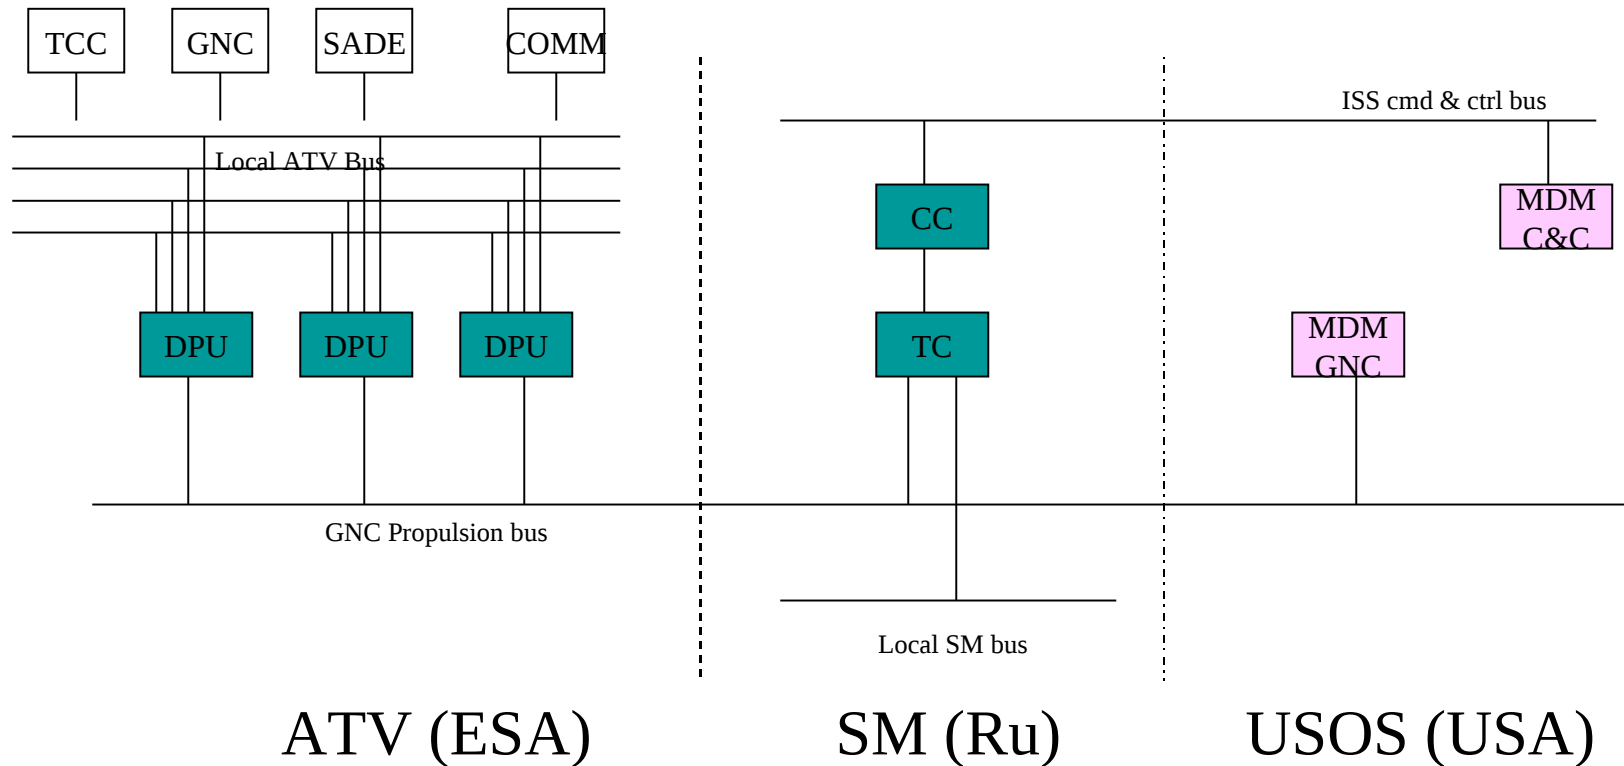 TCC
GNC
SADE
COMM
ISS cmd & ctrl bus
Local ATV Bus
CC
MDM
C&C
DPU
DPU
DPU
TC
MDM
GNC
GNC Propulsion bus
Local SM bus
ATV (ESA)
SM (Ru)
USOS (USA)